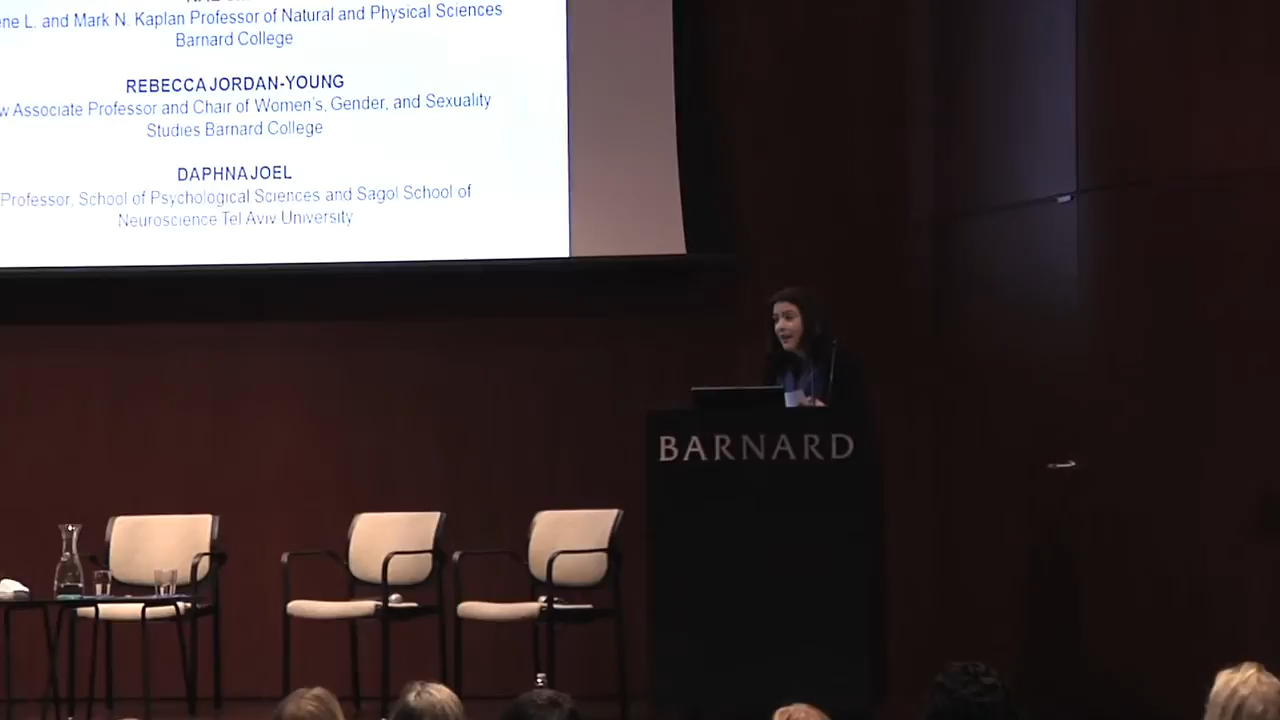 L. and Mark N. Kaplan Professor of Natural and Physical Sciences
Barnard College
REBECCA JORDAN-YOUNG
Associate Professor and Chair of Women's, Gender, and Sexuality
Studies Barnard College
DAPHNA JOEL
Professor, School of Psychological Sciences and Sagol School of
Neuroscience Tel Aviv University
BARNARD